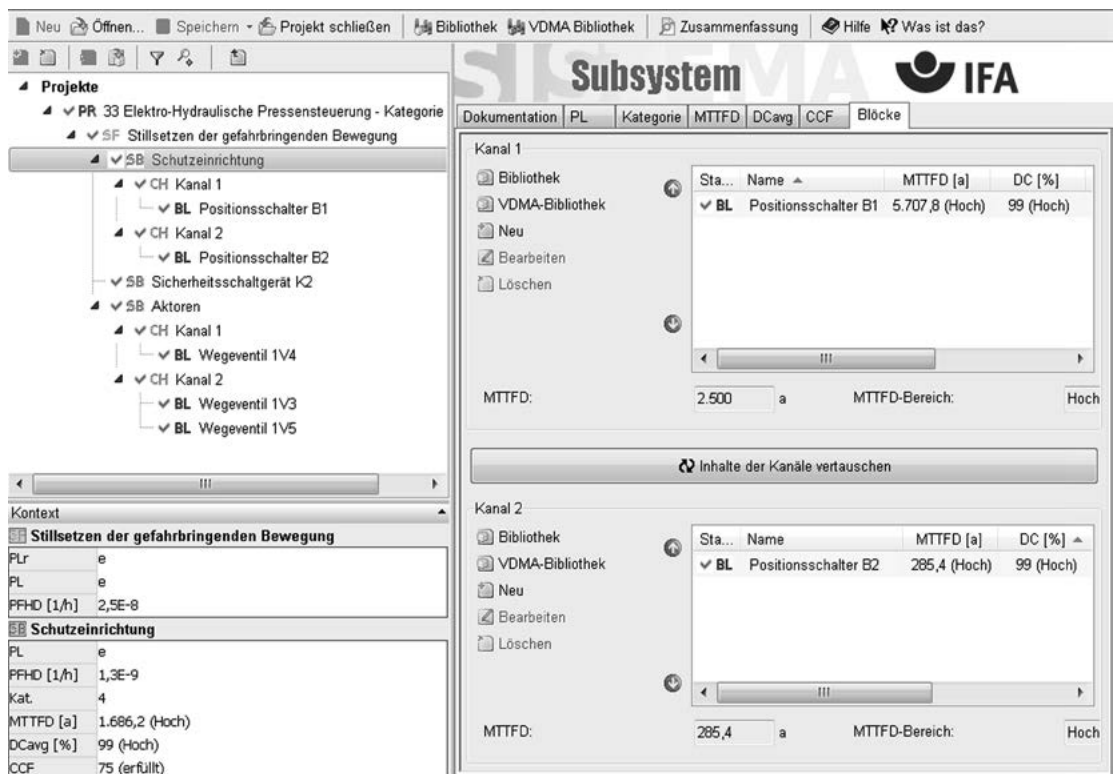 Neu Öffnen... Speichern Projekt schließen Bibliothek VDMA Bibliothek Zusammenfassung Hilfe Was ist das?
Projekte
PR 33 Elektro-Hydraulische Pressensteuerung - Kategorie
SF Stillsetzen der gefahrbringenden Bewegung
SB Schutzeinrichtung
CH Kanal 1
BL Positionsschalter B1
CH Kanal 2
BL Positionsschalter B2
SB Sicherheitsschaltgerät K2
SB Aktoren
CH Kanal 1
BL Wegeventil 1V4
CH Kanal 2
BL Wegeventil 1V3
BL Wegeventil 1V5
Kontext
SF Stillsetzen der gefahrbringenden Bewegung
PLr e
PL e
PFHD [1/h] 2,5E-8
SB Schutzeinrichtung
PL e
PFHD [1/h] 1,3E-9
Kat. 4
MTTFD [a] 1.686,2 (Hoch)
DCavg [%] 99 (Hoch)
CCF 75 (erfüllt)
SISTEMA
Subsystem
IFA
Dokumentation PL Kategorie MTTFD DCavg CCF Blöcke
Kanal 1
Bibliothek
VDMA-Bibliothek
Neu
Bearbeiten
Löschen
Sta... Name MTTFD [a] DC [%]
BL Positionsschalter B1 5.707,8 (Hoch) 99 (Hoch)
MTTFD: 2.500 a MTTFD-Bereich: Hoch
Inhalte der Kanäle vertauschen
Kanal 2
Bibliothek
VDMA-Bibliothek
Neu
Bearbeiten
Löschen
Sta... Name MTTFD [a] DC [%]
BL Positionsschalter B2 285,4 (Hoch) 99 (Hoch)
MTTFD: 285,4 a MTTFD-Bereich: Hoch